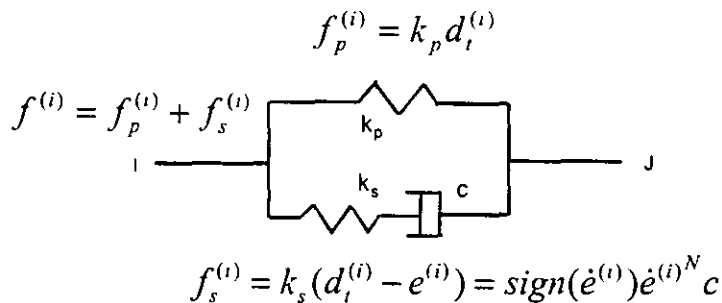 f_p^{(i)} = k_p d_t^{(i)}
f^{(i)} = f_p^{(i)} + f_s^{(i)}
k_p
I
J
k_s
c
f_s^{(i)} = k_s(d_t^{(i)} - e^{(i)}) = sign(ė^{(i)})ė^{(i)^N} c